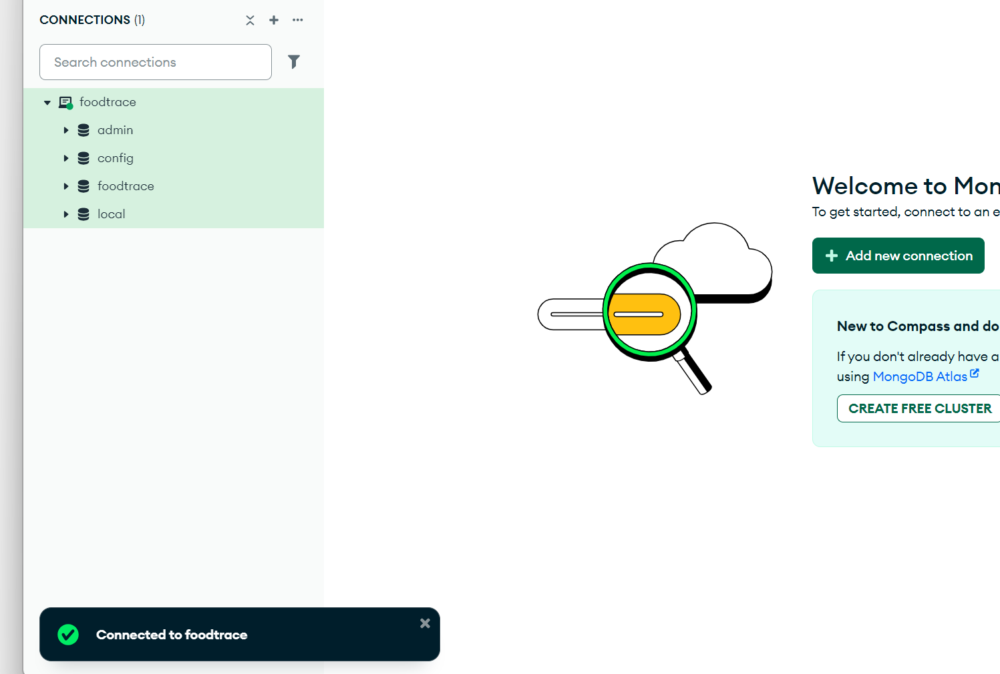 CONNECTIONS (1)
Search connections
foodtrace
admin
config
foodtrace
local
Welcome to Mon
To get started, connect to an e
Add new connection
New to Compass and do
If you don't already have a
using MongoDB Atlas
CREATE FREE CLUSTER
Connected to foodtrace